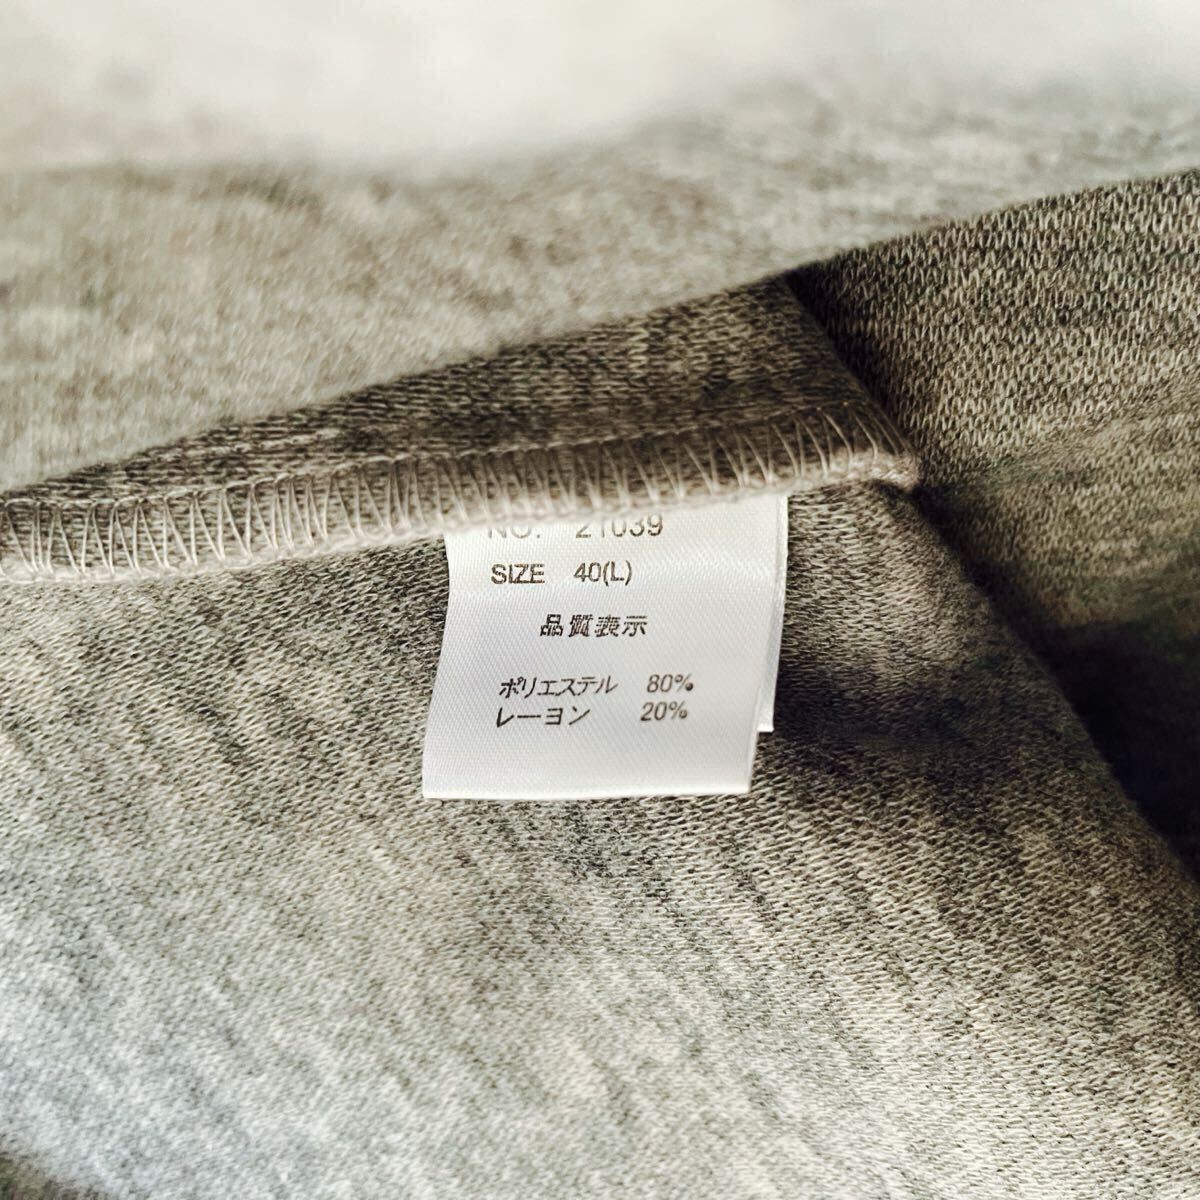 NO. 21039
SIZE 40(L)
品質表示
ポリエステル 80%
レーヨン 20%